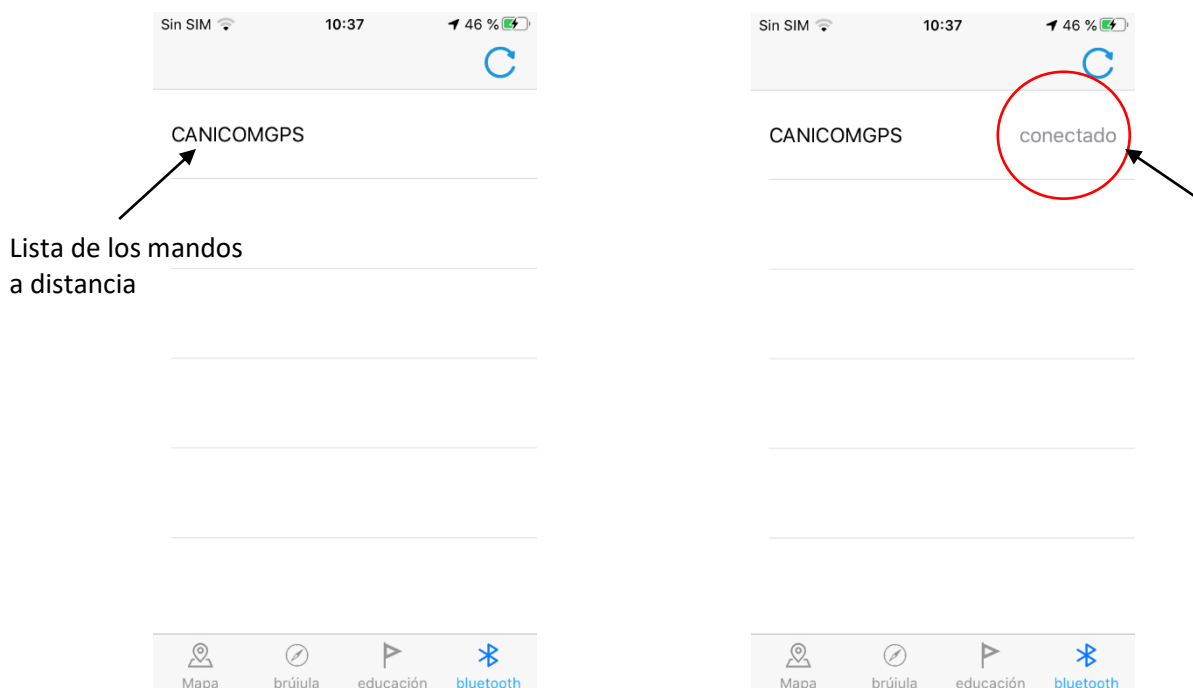 Sin SIM 10:37 46 %
CANICOMGPS
Lista de los mandos
a distancia
Mapa brújula educación bluetooth
Sin SIM 10:37 46 %
CANICOMGPS conectado
Mapa brújula educación bluetooth